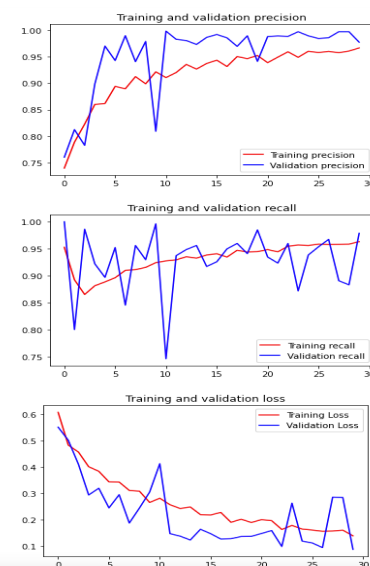 Training and validation precision
1.00
0.95
0.90
0.85
0.80
0.75
Training precision
Validation precision
0 5 10 15 20 25 30
Training and validation recall
1.00
0.95
0.90
0.85
0.80
0.75
Training recall
Validation recall
0 5 10 15 20 25 30
Training and validation loss
0.6
0.5
0.4
0.3
0.2
0.1
Training Loss
Validation Loss
0 5 10 15 20 25 30